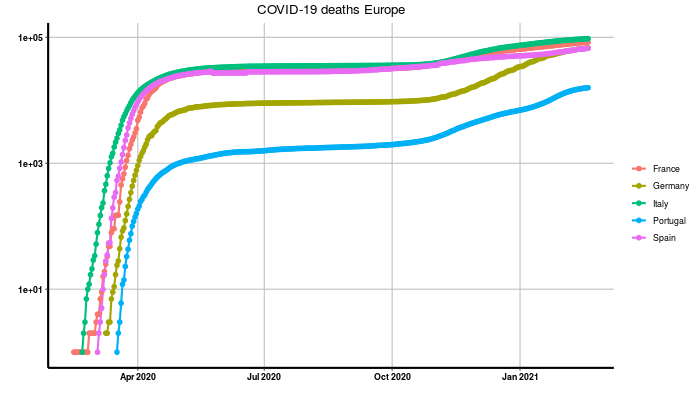 COVID-19 deaths Europe
1e+05
1e+03
1e+01
Apr 2020
Jul 2020
Oct 2020
Jan 2021
France
Germany
Italy
Portugal
Spain